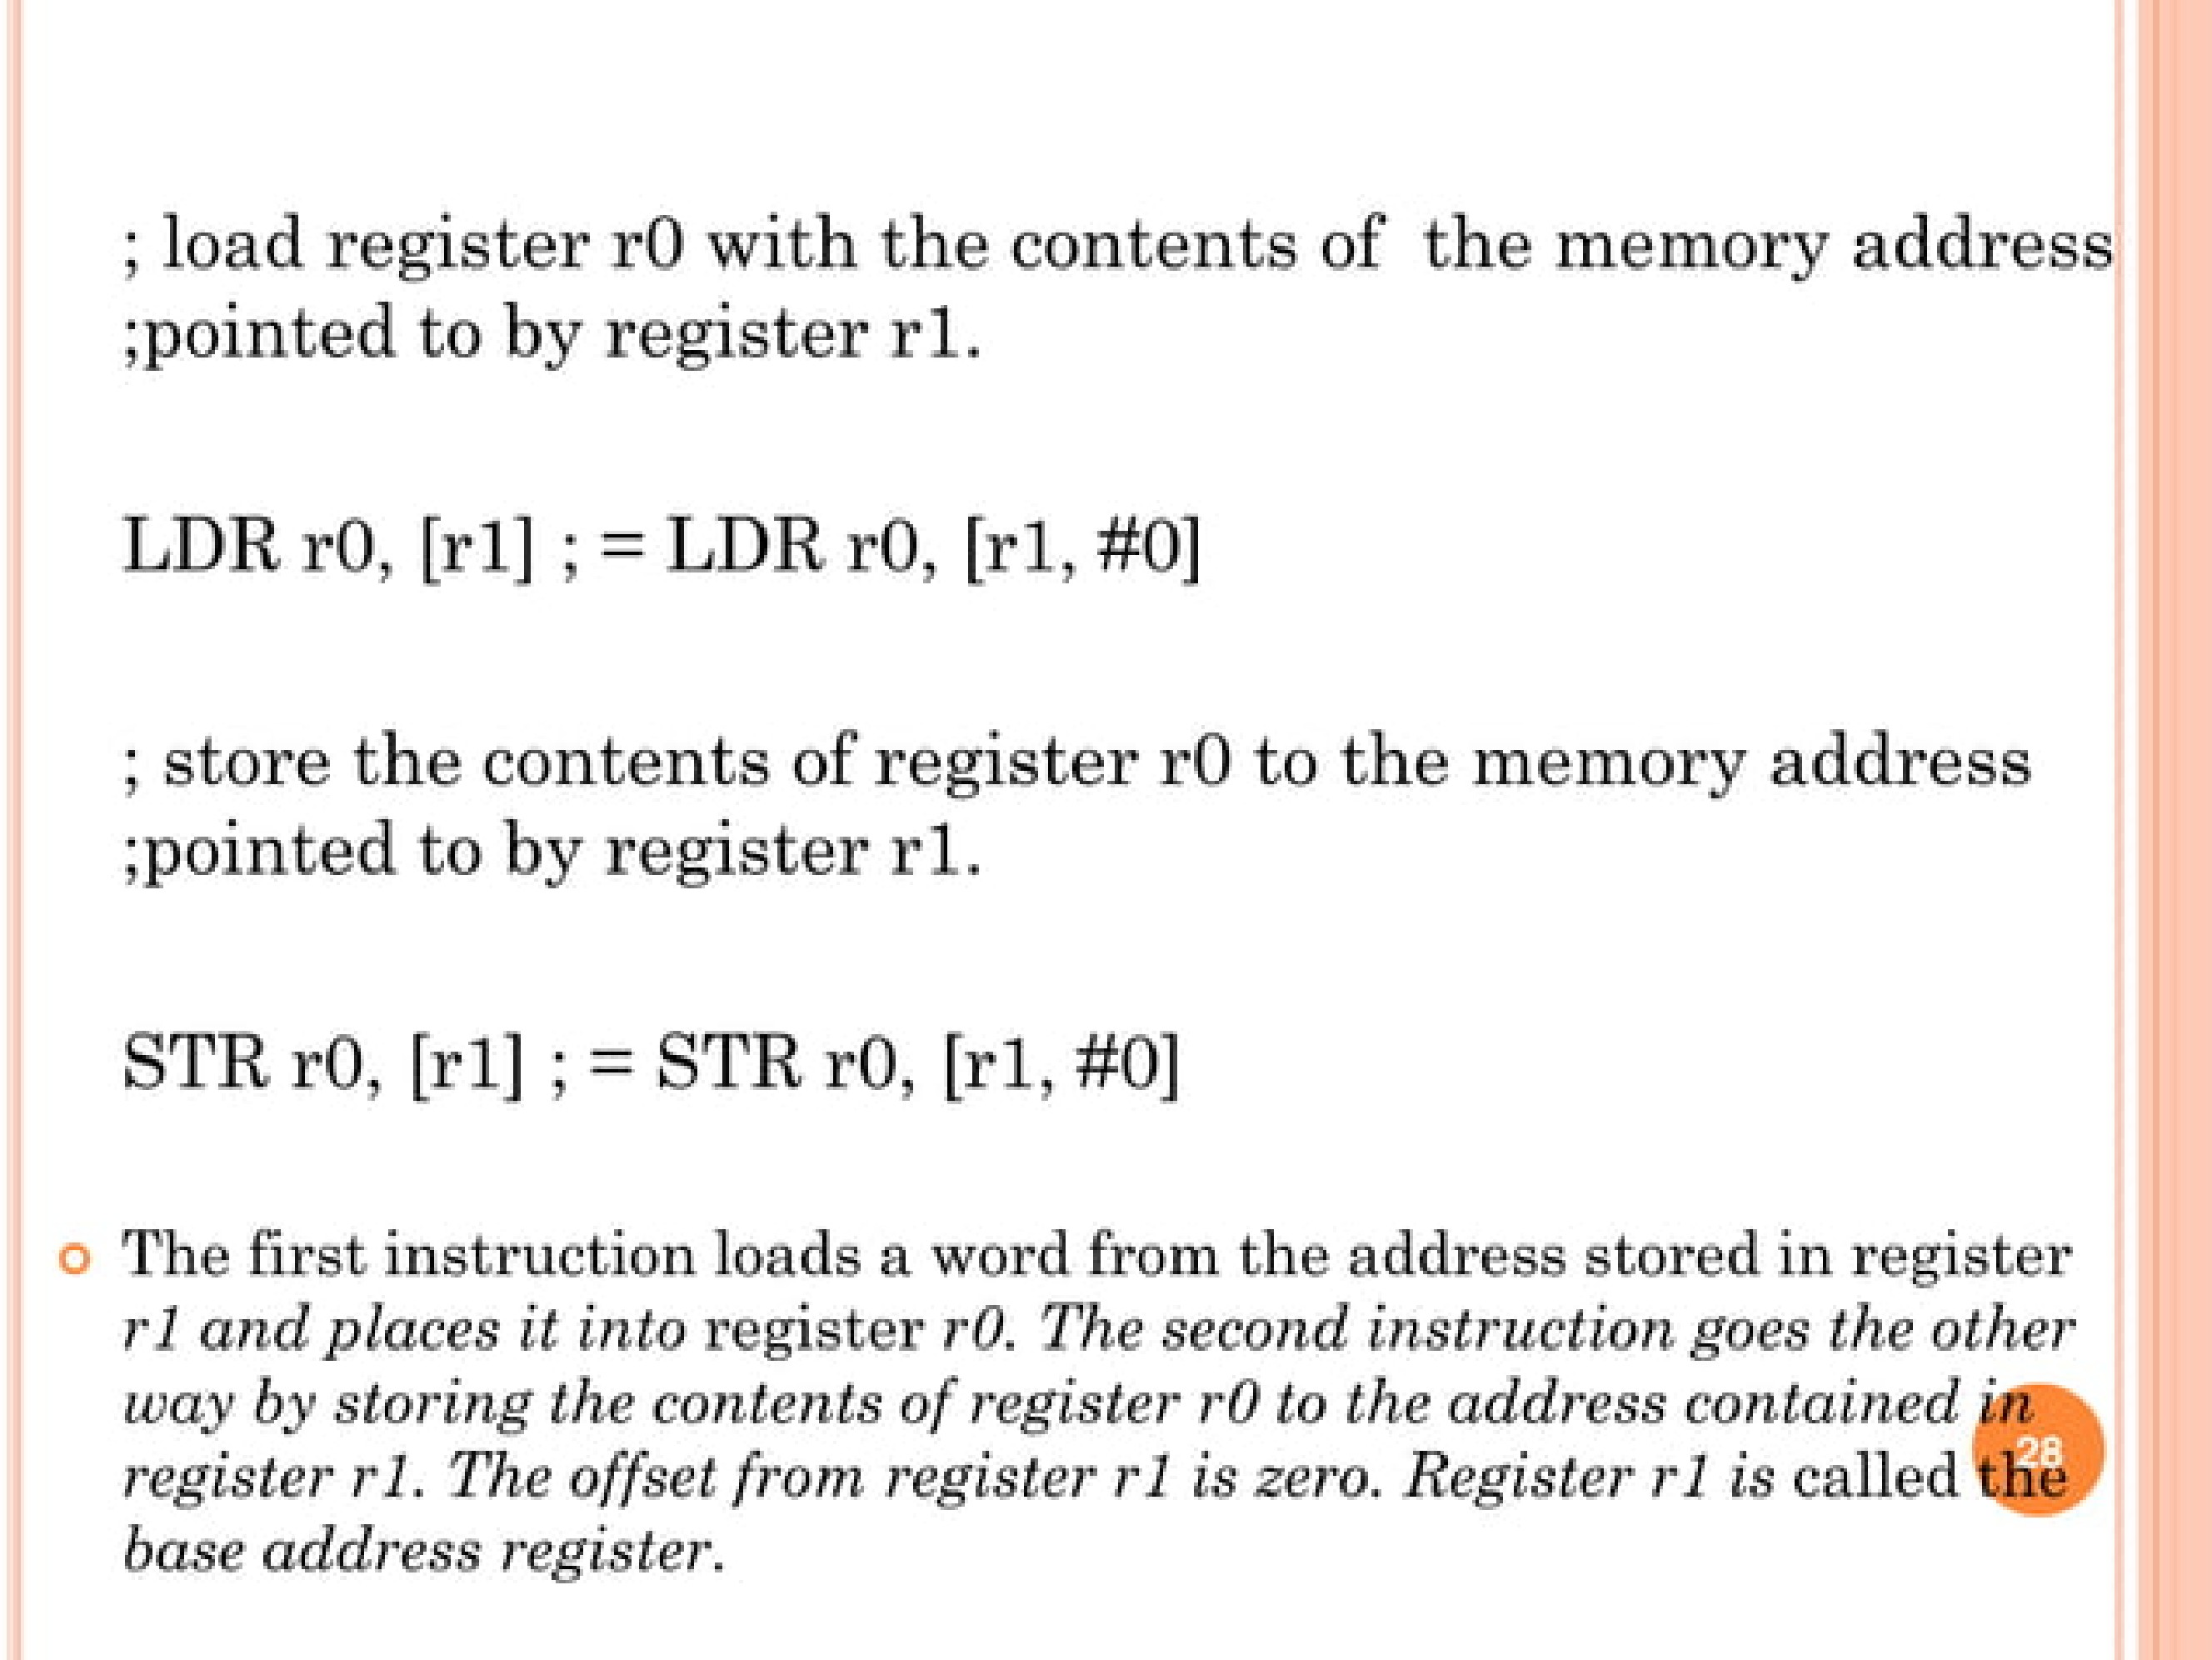 ; load register r0 with the contents of the memory address
;pointed to by register r1.
LDR r0, [r1] ; = LDR r0, [r1, #0]
; store the contents of register r0 to the memory address
;pointed to by register r1.
STR r0, [r1] ; = STR r0, [r1, #0]
The first instruction loads a word from the address stored in register
r1 and places it into register r0. The second instruction goes the other
way by storing the contents of register r0 to the address contained in
register r1. The offset from register r1 is zero. Register r1 is called the
base address register.
28